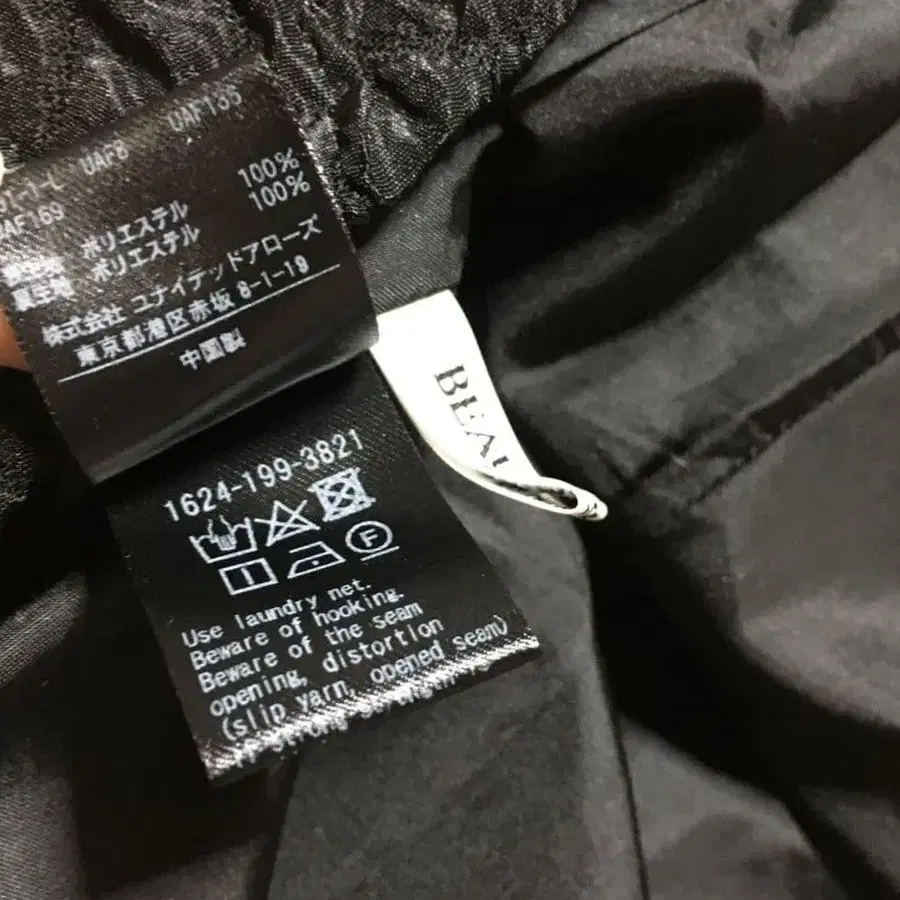 UAF8 UAF135
ポリエステル 100%
ポリエステル 100%
株式会社 ユナイテッドアローズ
東京都港区赤坂 8-1-19
中国製
1624-199-3821
Use laundry net.
Beware of hooking.
Beware of the seam
opening, distortion
(slip yarn, opened seam)